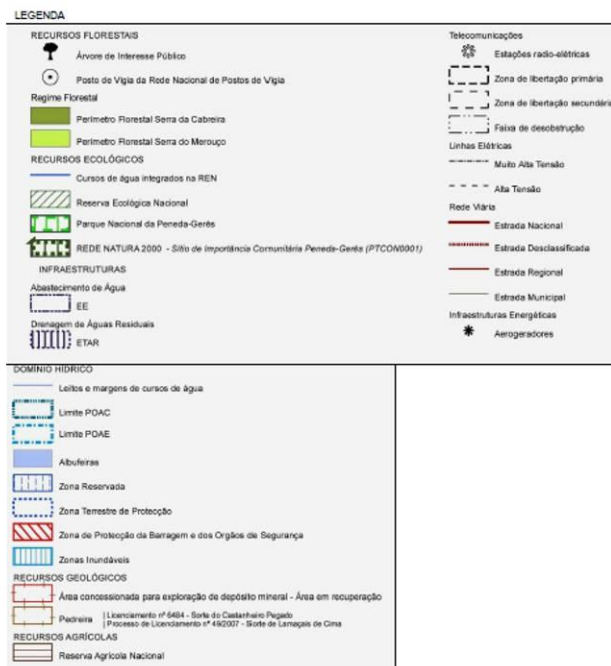 LEGENDA
RECURSOS FLORESTAIS
Árvore de Interesse Público
Posto de Vigia da Rede Nacional de Postos de Vigia
Regime Florestal
Perímetro Florestal Serra da Cabreira
Perímetro Florestal Serra do Merouço
RECURSOS ECOLÓGICOS
Cursos de água integrados na REN
Reserva Ecológica Nacional
Parque Nacional da Peneda-Gerês
REDE NATURA 2000 - Sítio de Importância Comunitária Peneda-Gerês (PTCON0001)
INFRAESTRUTURAS
Abastecimento de Água
EE
Drenagem de Águas Residuais
ETAR
Telecomunicações
Estações radio-elétricas
Zona de libertação primária
Zona de libertação secundária
Faixa de desobstrução
Linhas Elétricas
Muito Alta Tensão
Alta Tensão
Rede Viária
Estrada Nacional
Estrada Desclassificada
Estrada Regional
Estrada Municipal
Infraestruturas Energéticas
Aerogeradores
DOMÍNIO HÍDRICO
Leitos e margens de cursos de água
Limite POAC
Limite POAE
Albufeiras
Zona Reservada
Zona Terrestre de Protecção
Zona de Protecção da Barragem e dos Orgãos de Segurança
Zonas Inundáveis
RECURSOS GEOLÓGICOS
Área concessionada para exploração de depósito mineral - Área em recuperação
Pedreira | Licenciamento nº 6484 - Sorte do Castanheiro Pegado
| Processo de Licenciamento nº 49/2007 - Sorte de Lamaçais de Cima
RECURSOS AGRÍCOLAS
Reserva Agrícola Nacional